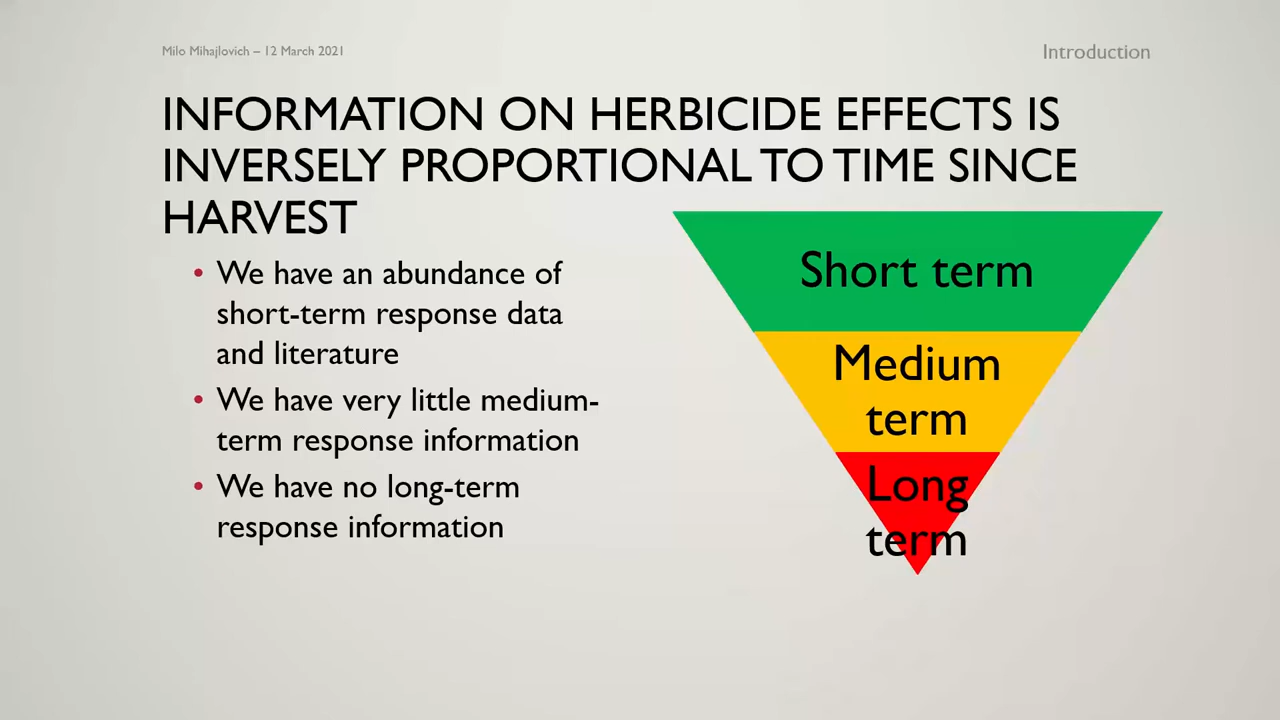 Milo Mihajlovich – 12 March 2021
Introduction
INFORMATION ON HERBICIDE EFFECTS IS
INVERSELY PROPORTIONAL TO TIME SINCE
HARVEST
• We have an abundance of
short-term response data
and literature
• We have very little medium-
term response information
• We have no long-term
response information
Short term
Medium
term
Long
term